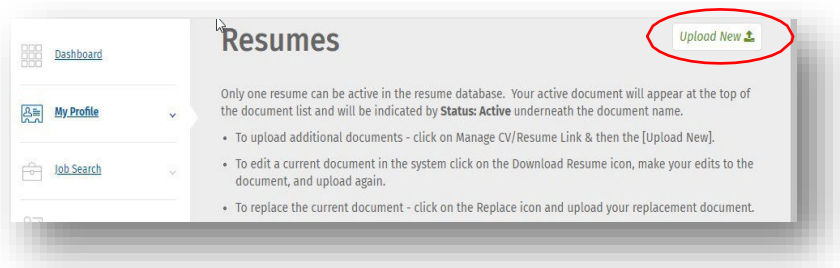 Resumes
Upload New
Dashboard
Only one resume can be active in the resume database. Your active document will appear at the top of
the document list and will be indicated by Status: Active underneath the document name.
My Profile
• To upload additional documents - click on Manage CV/Resume Link & then the [Upload New].
• To edit a current document in the system click on the Download Resume icon, make your edits to the
document, and upload again.
Job Search
• To replace the current document - click on the Replace icon and upload your replacement document.